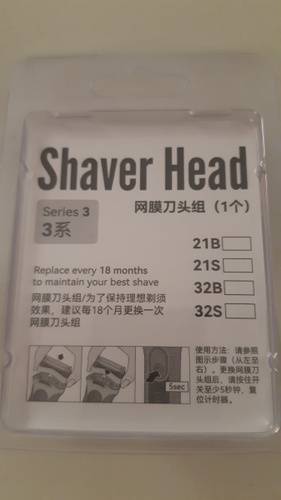 Shaver Head
Series 3
3系
网膜刀头组（1个）
21B
21S
32B
32S
Replace every 18 months
to maintain your best shave
网膜刀头组/为了保持理想剃须
效果，建议每18个月更换一次
网膜刀头组
5sec
使用方法：请参照
图示步骤（从左至
右）。更换网膜刀
头组后，请按住开
关至少5秒钟，复
位计时器。